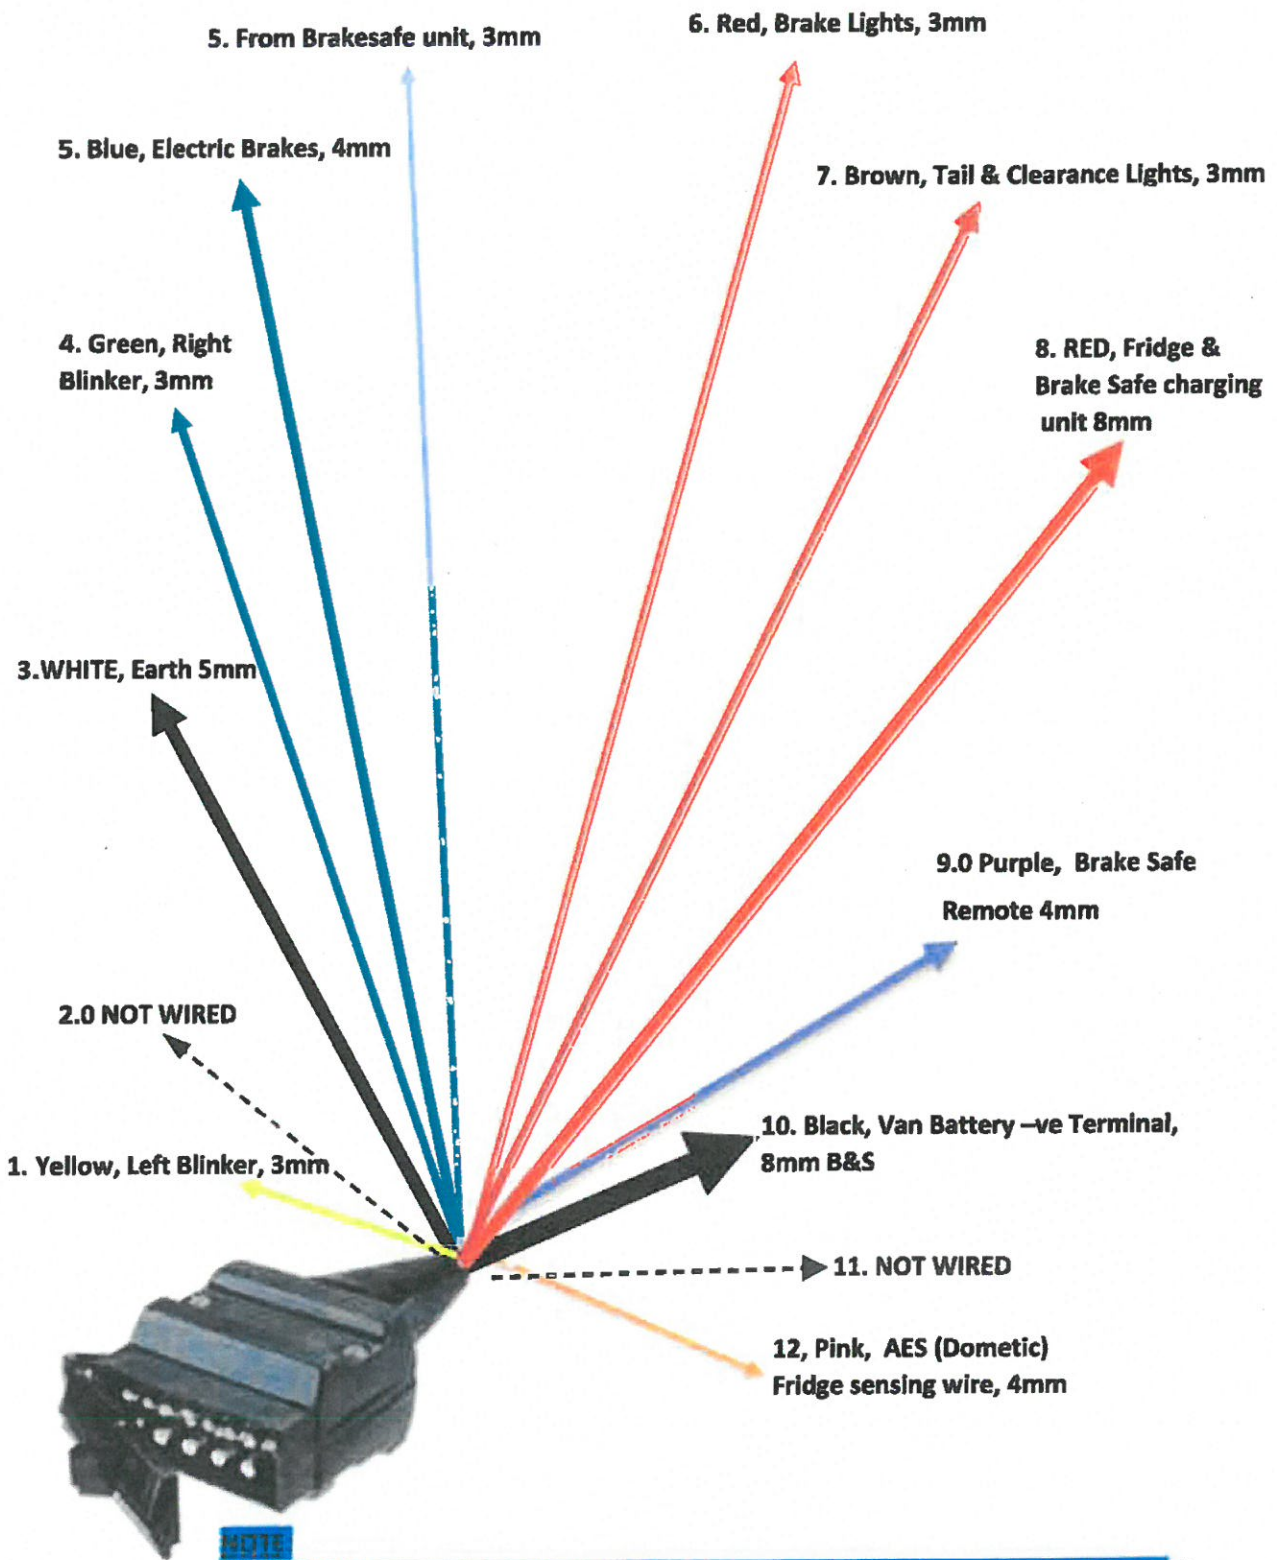 5. From Brakesafe unit, 3mm
6. Red, Brake Lights, 3mm
5. Blue, Electric Brakes, 4mm
7. Brown, Tail & Clearance Lights, 3mm
4. Green, Right
Blinker, 3mm
8. RED, Fridge &
Brake Safe charging
unit 8mm
3.WHITE, Earth 5mm
9.0 Purple, Brake Safe
Remote 4mm
2.0 NOT WIRED
10. Black, Van Battery –ve Terminal,
8mm B&S
1. Yellow, Left Blinker, 3mm
11. NOT WIRED
12, Pink, AES (Dometic)
Fridge sensing wire, 4mm
NOTE